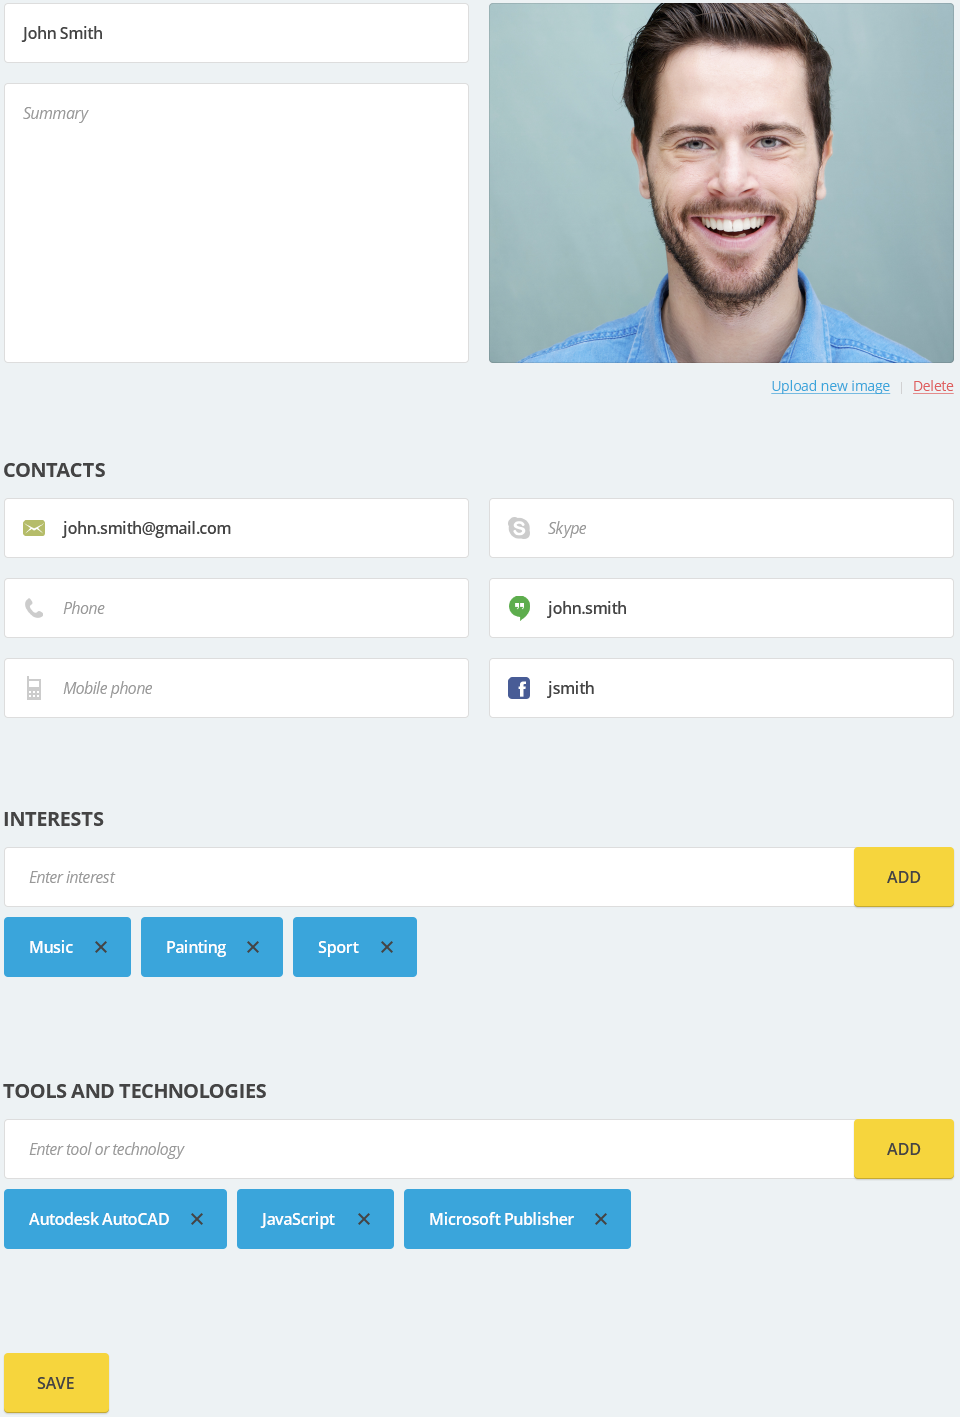 John Smith
Summary
Upload new image | Delete
CONTACTS
john.smith@gmail.com
Skype
Phone
john.smith
Mobile phone
jsmith
INTERESTS
Enter interest
ADD
Music
Painting
Sport
TOOLS AND TECHNOLOGIES
Enter tool or technology
ADD
Autodesk AutoCAD
JavaScript
Microsoft Publisher
SAVE